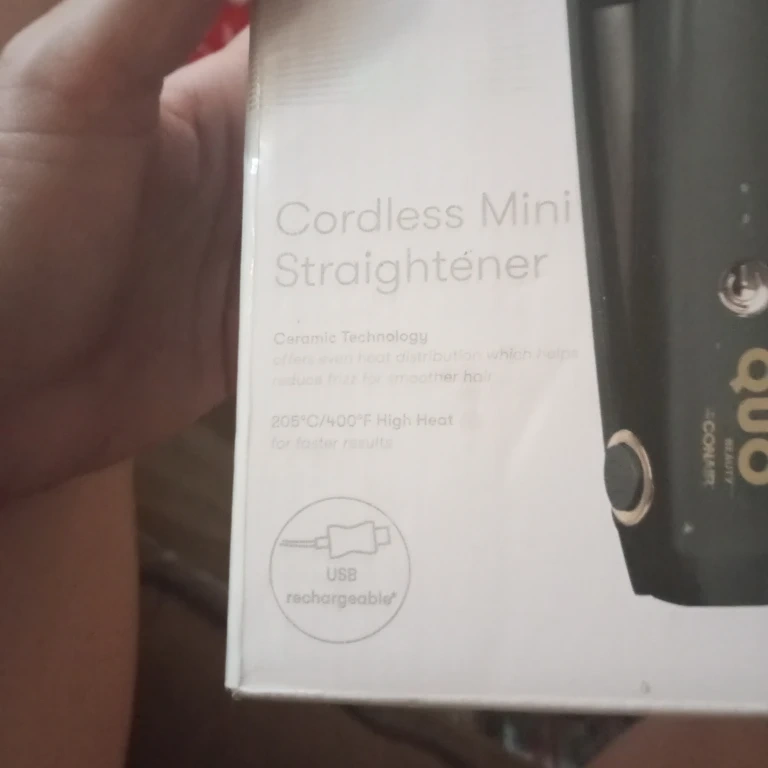 Cordless Mini
Straightener
Ceramic Technology
offers even heat distribution which helps
reduce frizz for smoother hair
205°C/400°F High Heat
for faster results
USB
rechargeable*
QUO
BEAUTY
CONAIR